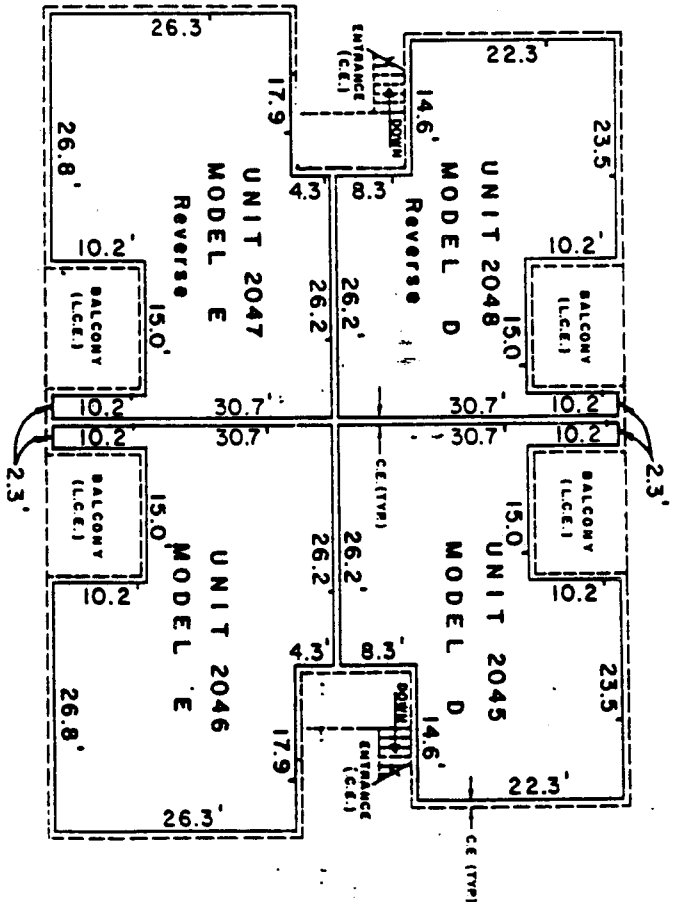 26.3'
22.3'
ENTRANCE
(C.E.)
DOWN
17.9'
14.6'
26.8'
23.5'
4.3'
8.3'
UNIT 2047
MODEL E
Reverse
UNIT 2048
MODEL D
Reverse
10.2'
10.2'
26.2'
26.2'
BALCONY
(L.C.E.)
15.0'
15.0'
BALCONY
(L.C.E.)
10.2'
30.7'
30.7'
10.2'
10.2'
30.7'
30.7'
10.2'
2.3'
2.3'
C.E. (TYP.)
BALCONY
(L.C.E.)
15.0'
15.0'
BALCONY
(L.C.E.)
26.2'
26.2'
10.2'
10.2'
UNIT 2046
MODEL E
UNIT 2045
MODEL D
4.3'
8.3'
26.8'
23.5'
17.9'
14.6'
DOWN
ENTRANCE
(C.E.)
26.3'
22.3'
C.E. (TYP)